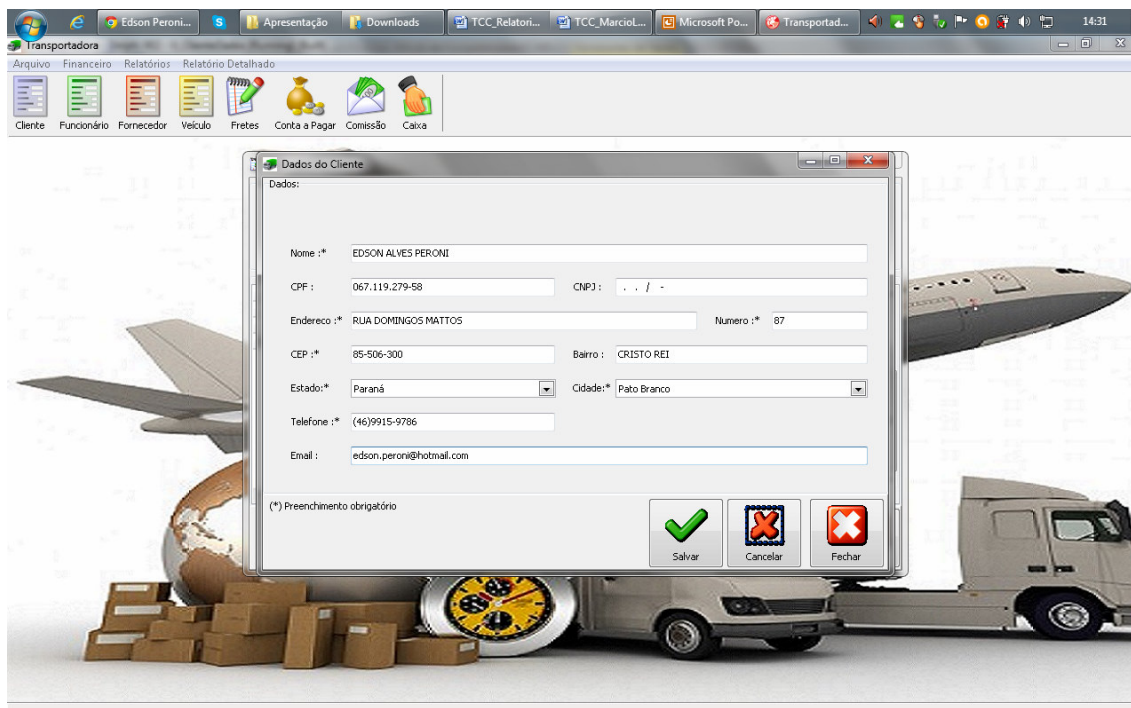 Edson Peroni... Apresentação Downloads TCC_Relatori... TCC_MarcioL... Microsoft Po... Transportad... 14:31
Transportadora
Arquivo Financeiro Relatórios Relatório Detalhado
Cliente Funcionário Fornecedor Veículo Fretes Conta a Pagar Comissão Caixa
Dados do Cliente
Dados:
Nome :* EDSON ALVES PERONI
CPF : 067.119.279-58 CNPJ : . . / -
Endereco :* RUA DOMINGOS MATTOS Numero :* 87
CEP :* 85-506-300 Bairro : CRISTO REI
Estado:* Paraná Cidade:* Pato Branco
Telefone :* (46)9915-9786
Email : edson.peroni@hotmail.com
(*) Preenchimento obrigatório
Salvar Cancelar Fechar